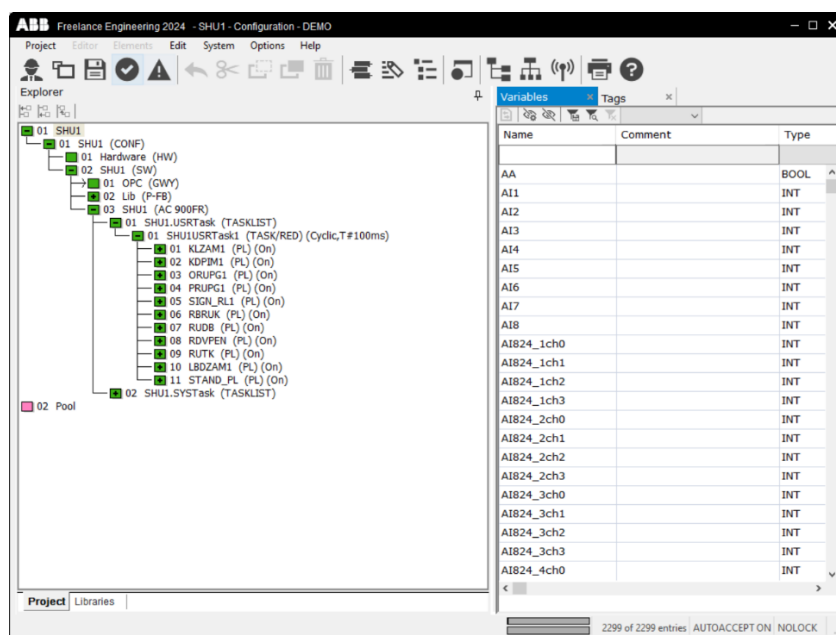 ABB Freelance Engineering 2024 - SHU1 - Configuration - DEMO
Project Editor Elements Edit System Options Help
Explorer
01 SHU1
01 SHU1 (CONF)
01 Hardware (HW)
02 SHU1 (SW)
01 OPC (GWY)
02 Lib (P-FB)
03 SHU1 (AC 900FR)
01 SHU1.USRTask (TASKLIST)
01 SHU1USRTask1 (TASK/RED) (Cyclic,T#100ms)
01 KLZAM1 (PL) (On)
02 KDPIM1 (PL) (On)
03 ORUPG1 (PL) (On)
04 PRUPG1 (PL) (On)
05 SIGN_RL1 (PL) (On)
06 RBRUK (PL) (On)
07 RUDB (PL) (On)
08 RDVPEN (PL) (On)
09 RUTK (PL) (On)
10 LBDZAM1 (PL) (On)
11 STAND_PL (PL) (On)
02 SHU1.SYSTask (TASKLIST)
02 Pool
Project Libraries
Variables Tags
Name Comment Type
AA BOOL
AI1 INT
AI2 INT
AI3 INT
AI4 INT
AI5 INT
AI6 INT
AI7 INT
AI8 INT
AI824_1ch0 INT
AI824_1ch1 INT
AI824_1ch2 INT
AI824_1ch3 INT
AI824_2ch0 INT
AI824_2ch1 INT
AI824_2ch2 INT
AI824_2ch3 INT
AI824_3ch0 INT
AI824_3ch1 INT
AI824_3ch2 INT
AI824_3ch3 INT
AI824_4ch0 INT
2299 of 2299 entries AUTOACCEPT ON NOLOCK